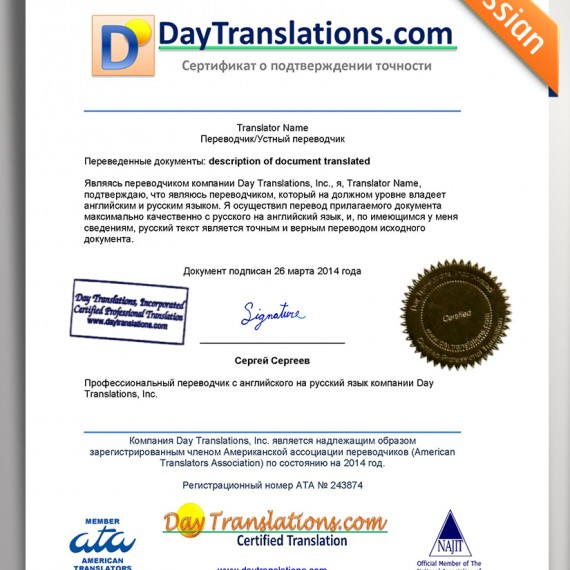 ssian
DayTranslations.com
Сертификат о подтверждении точности
Translator Name
Переводчик/Устный переводчик
Переведенные документы: description of document translated
Являясь переводчиком компании Day Translations, Inc., я, Translator Name,
подтверждаю, что являюсь переводчиком, который на должном уровне владеет
английским и русским языком. Я осуществил перевод прилагаемого документа
максимально качественно с русского на английский язык, и, по имеющимся у меня
сведениям, русский текст является точным и верным переводом исходного
документа.
Документ подписан 26 марта 2014 года
Day Translations, Incorporated
Certified Professional Translation
www.daytranslations.com
Signature
Certified
Сергей Сергеев
Профессиональный переводчик с английского на русский язык компании Day
Translations, Inc.
Компания Day Translations, Inc. является надлежащим образом
зарегистрированным членом Американской ассоциации переводчиков (American
Translators Association) по состоянию на 2014 год.
Регистрационный номер ATA № 243874
MEMBER
ata
AMERICAN
TRANSLATORS
Day Translations.com
Certified Translation
NAJIT
Official Member of The